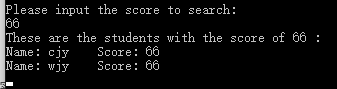 Please input the score to search:
66
These are the students with the score of 66 :
Name: cjy    Score: 66
Name: wjy    Score: 66